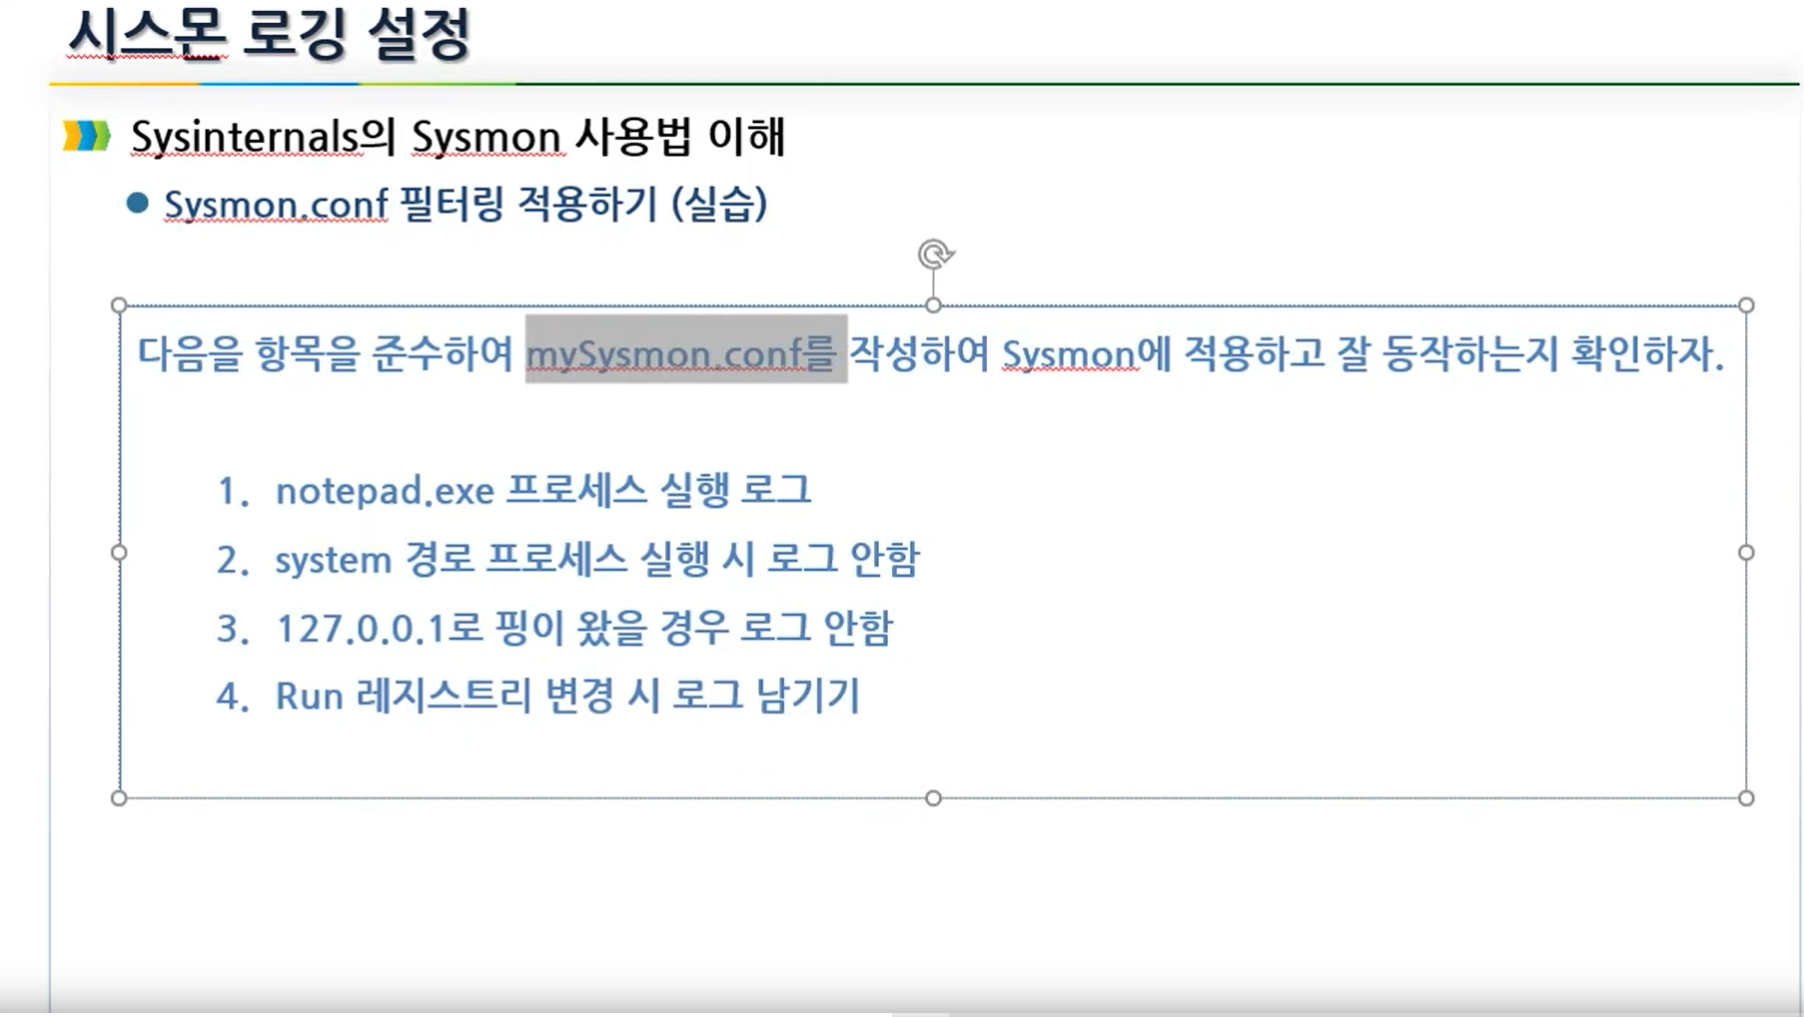 시스몬 로깅 설정
Sysinternals의 Sysmon 사용법 이해
Sysmon.conf 필터링 적용하기 (실습)
다음을 항목을 준수하여 mySysmon.conf를 작성하여 Sysmon에 적용하고 잘 동작하는지 확인하자.
1. notepad.exe 프로세스 실행 로그
2. system 경로 프로세스 실행 시 로그 안함
3. 127.0.0.1로 핑이 왔을 경우 로그 안함
4. Run 레지스트리 변경 시 로그 남기기